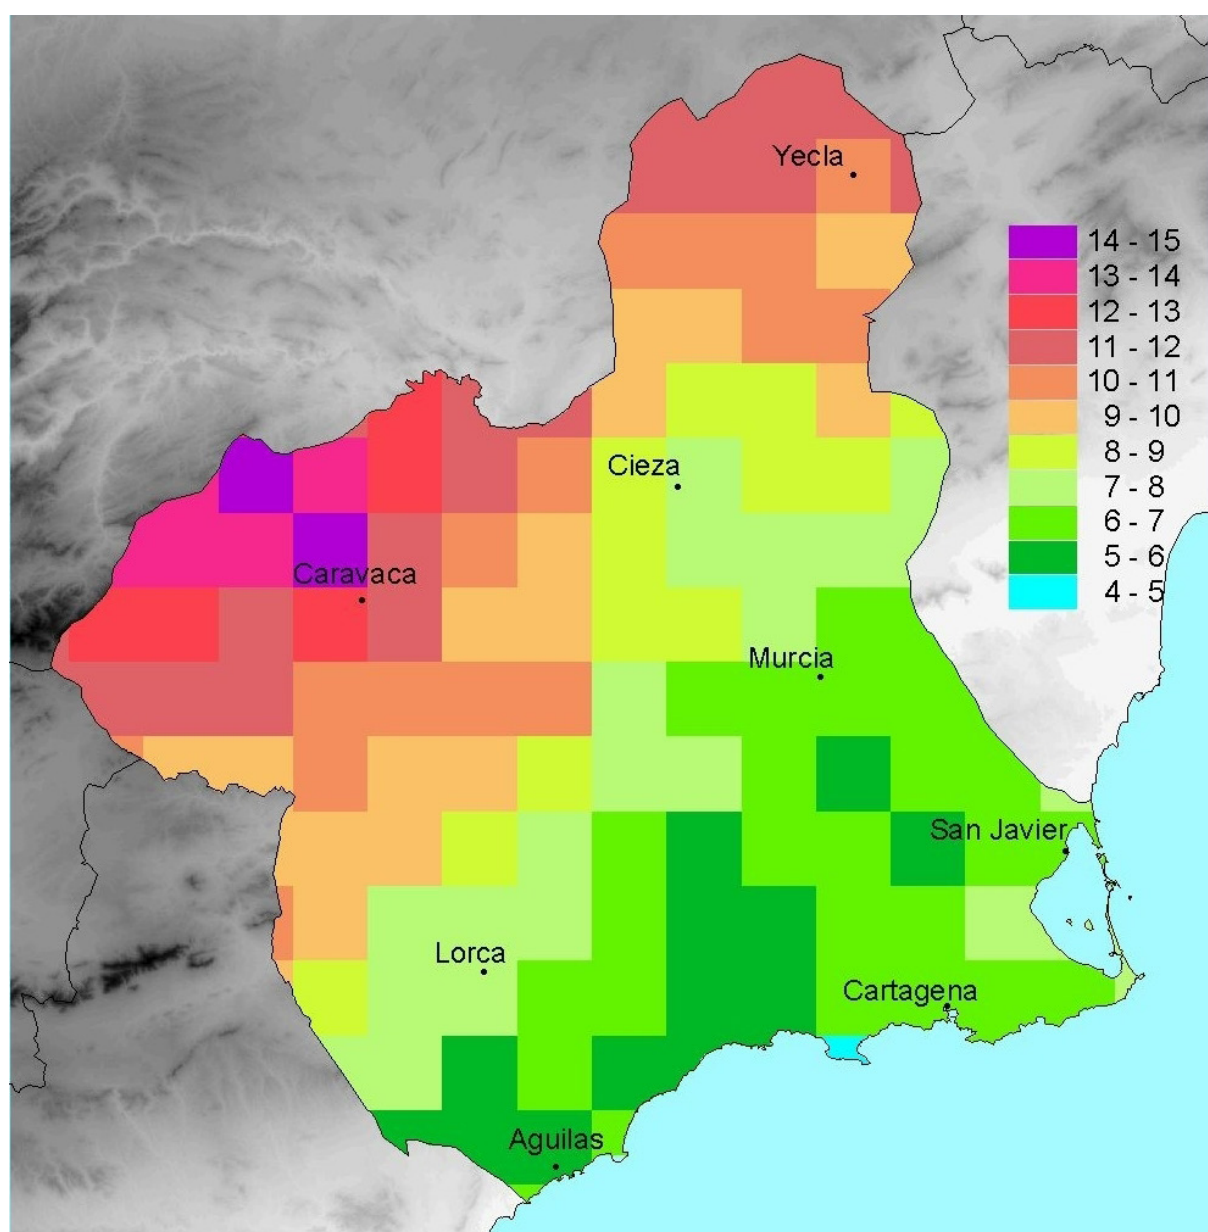 Yecla
14 - 15
13 - 14
12 - 13
11 - 12
10 - 11
9 - 10
8 - 9
7 - 8
6 - 7
5 - 6
4 - 5
Cieza
Caravaca
Murcia
San Javier
Lorca
Cartagena
Aguilas